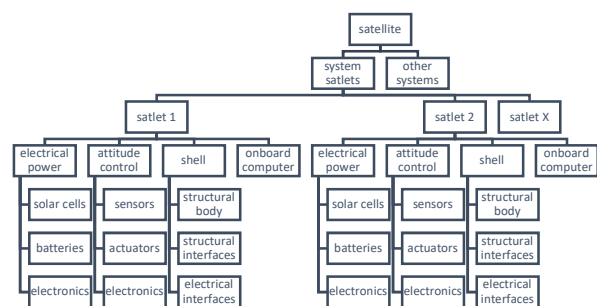 satellite
system
satlets
other
systems
satlet 1
satlet 2
satlet X
electrical
power
attitude
control
shell
onboard
computer
electrical
power
attitude
control
shell
onboard
computer
solar cells
sensors
structural
body
solar cells
sensors
structural
body
batteries
actuators
structural
interfaces
batteries
actuators
structural
interfaces
electronics
electronics
electrical
interfaces
electronics
electronics
electrical
interfaces